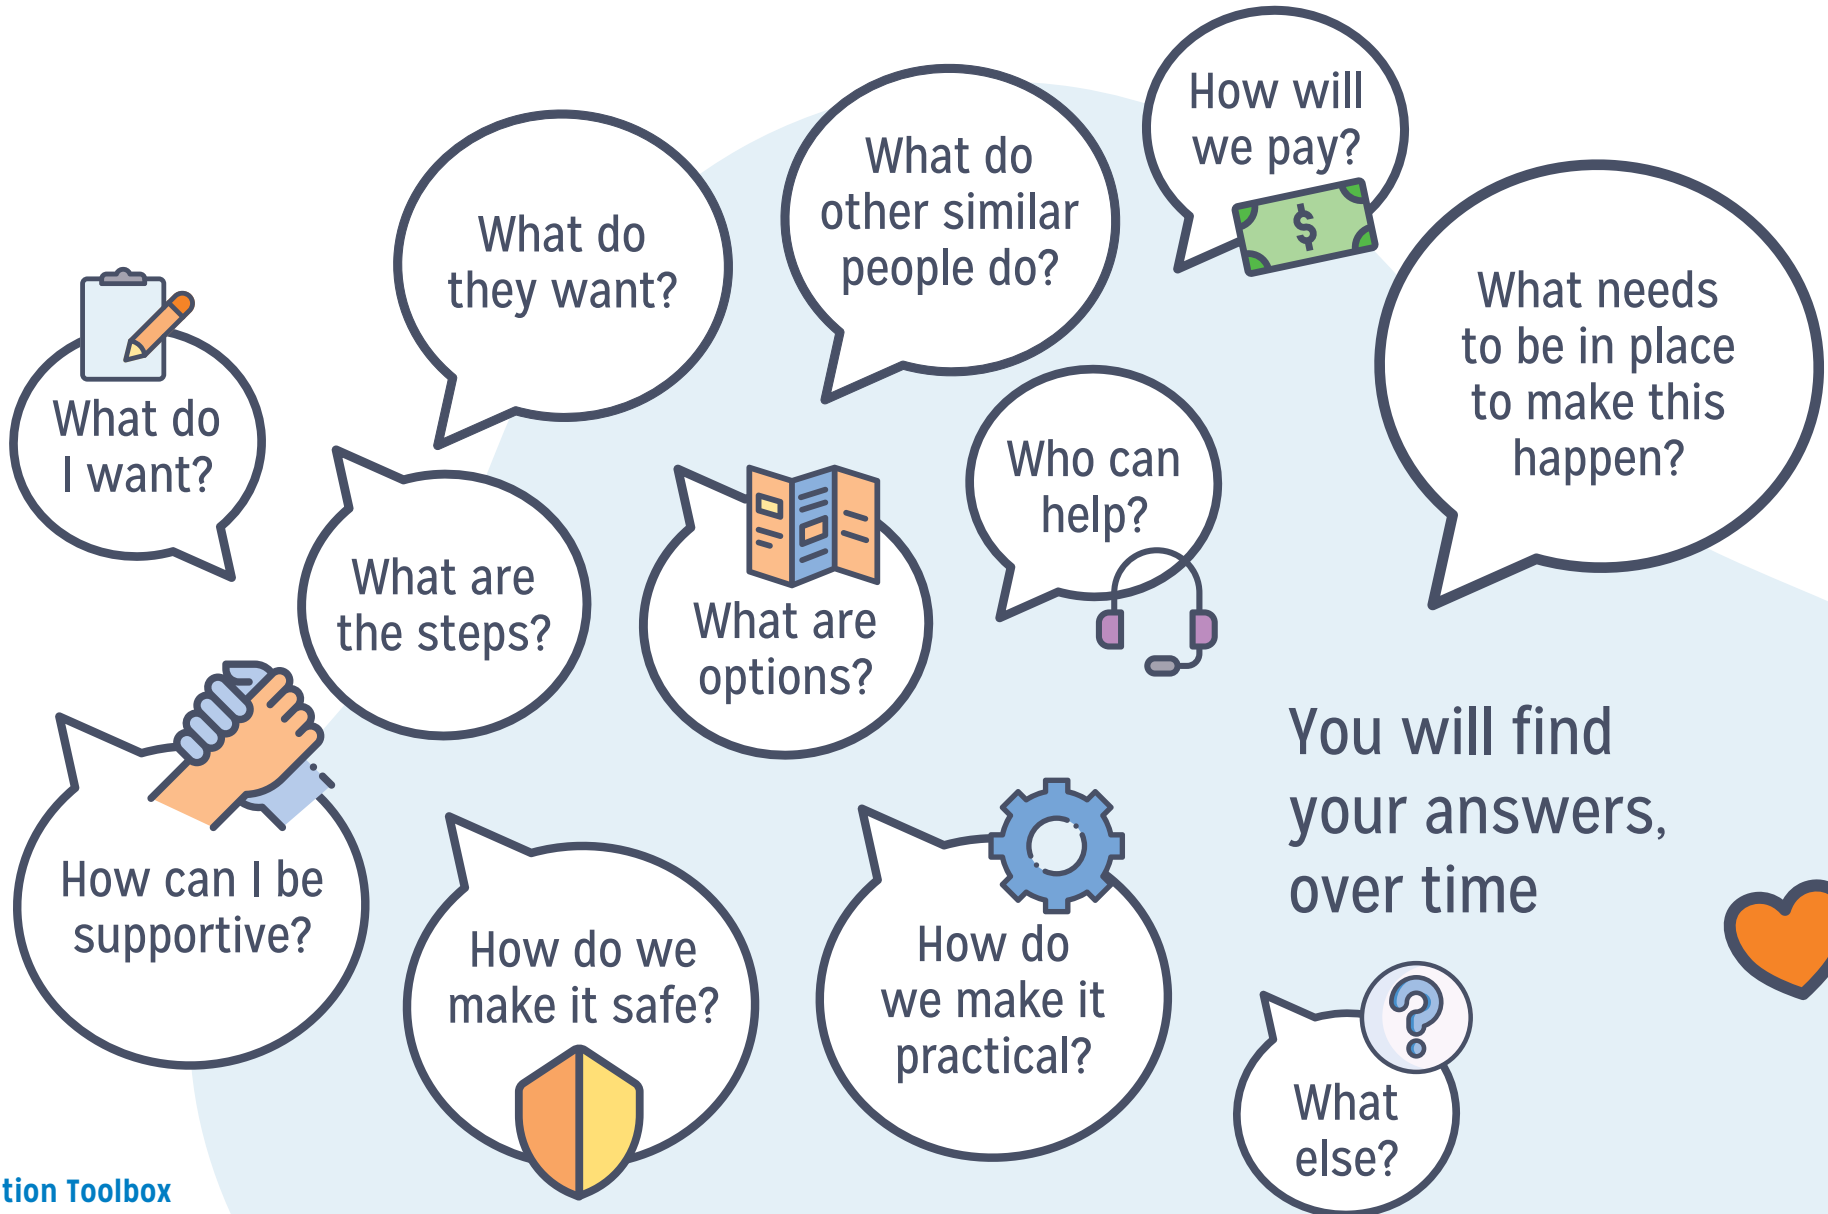 How will
we pay?
What do
other similar
people do?
What do
they want?
What needs
to be in place
to make this
happen?
What do
I want?
Who can
help?
What are
the steps?
What are
options?
You will find
your answers,
over time
How can I be
supportive?
How do we
make it safe?
How do
we make it
practical?
What
else?
tion Toolbox
$
?